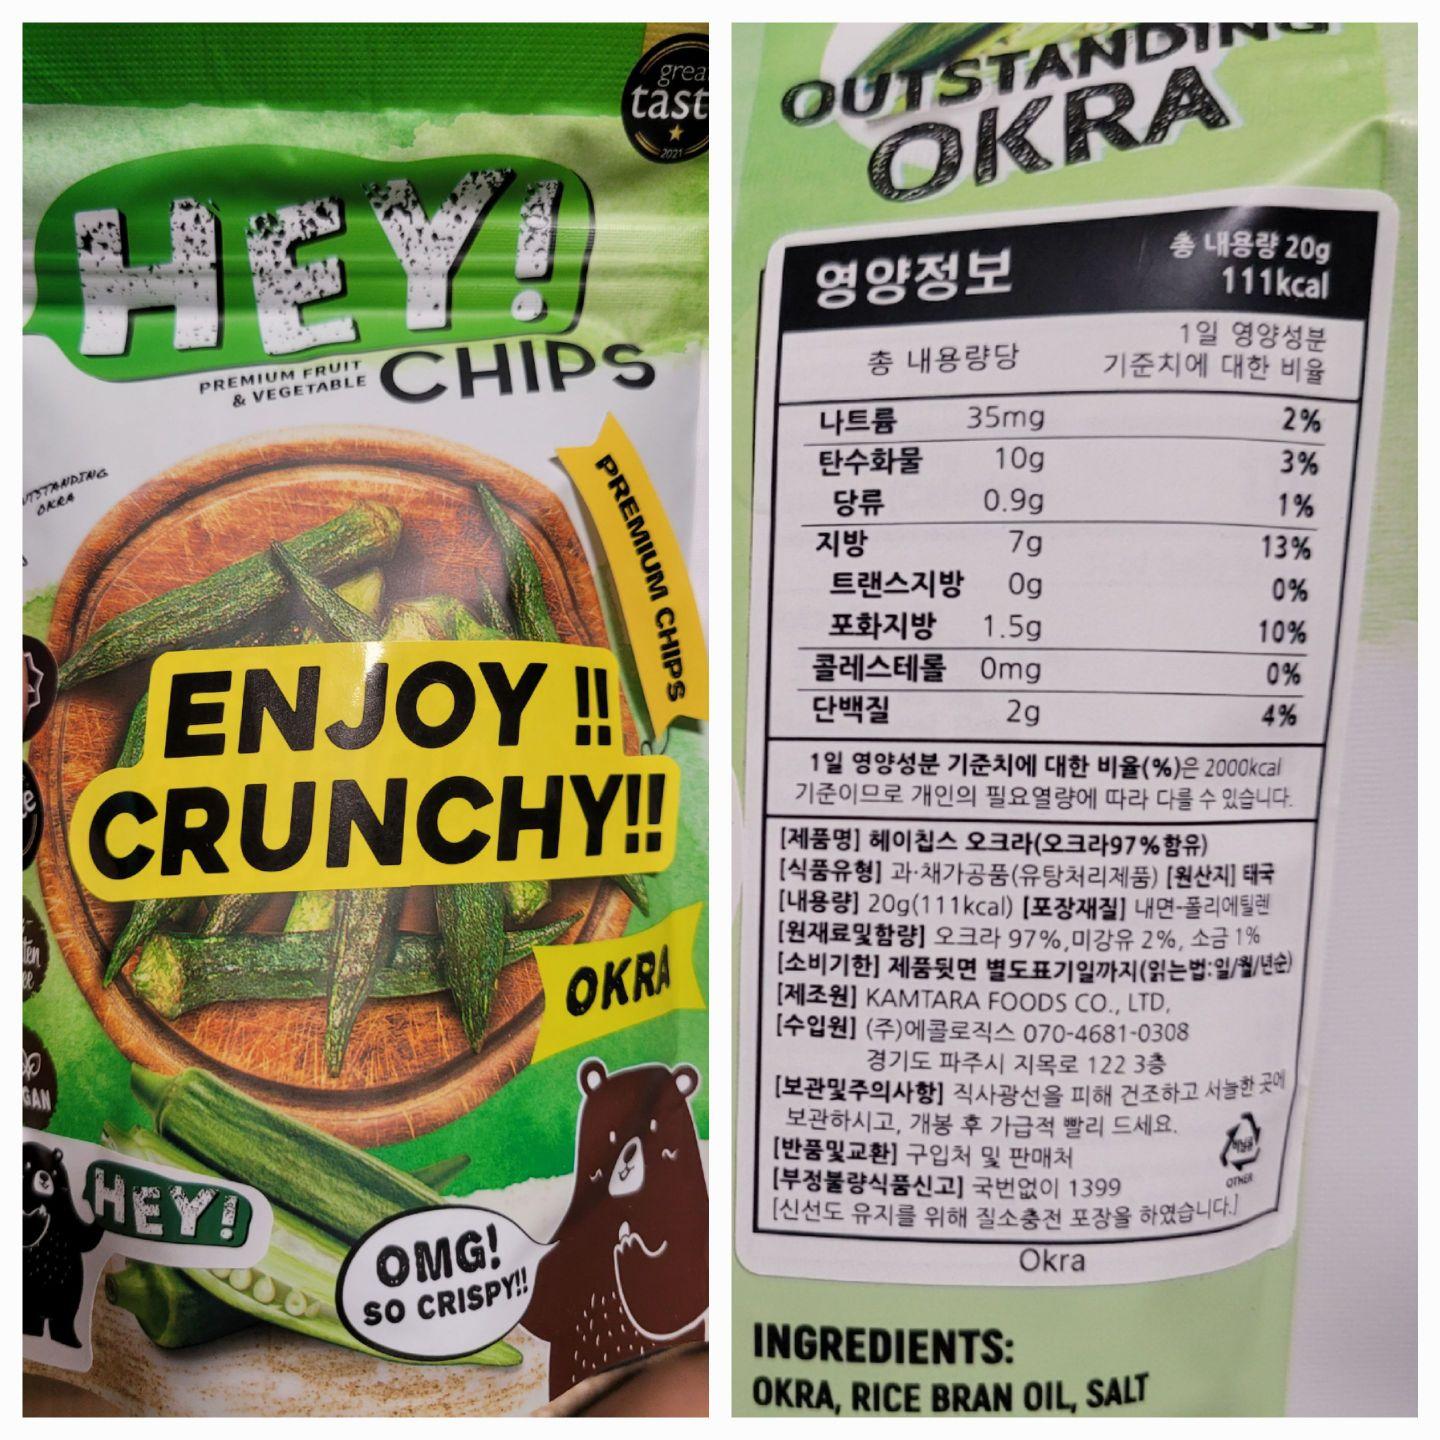 great
taste
2021
HEY!
PREMIUM FRUIT
& VEGETABLE
CHIPS
OKRA
PREMIUM CHIPS
ENJOY !!
CRUNCHY!!
OKRA
HEY!
OMG!
SO CRISPY!!
OUTSTANDING
OKRA
영양정보
총 내용량 20g
111kcal
총 내용량당
1일 영양성분
기준치에 대한 비율
나트륨 35mg 2%
탄수화물 10g 3%
당류 0.9g 1%
지방 7g 13%
트랜스지방 0g 0%
포화지방 1.5g 10%
콜레스테롤 0mg 0%
단백질 2g 4%
1일 영양성분 기준치에 대한 비율(%)은 2000kcal
기준이므로 개인의 필요열량에 따라 다를 수 있습니다.
[제품명] 헤이칩스 오크라(오크라97%함유)
[식품유형] 과·채가공품(유탕처리제품) [원산지] 태국
[내용량] 20g(111kcal) [포장재질] 내면-폴리에틸렌
[원재료및함량] 오크라 97%,미강유 2%, 소금 1%
[소비기한] 제품뒷면 별도표기일까지(읽는법:일/월/년순)
[제조원] KAMTARA FOODS CO., LTD,
[수입원] (주)에콜로직스 070-4681-0308
경기도 파주시 지목로 122 3층
[보관및주의사항] 직사광선을 피해 건조하고 서늘한 곳에
보관하시고, 개봉 후 가급적 빨리 드세요.
[반품및교환] 구입처 및 판매처
비닐류
OTHER
[부정불량식품신고] 국번없이 1399
[신선도 유지를 위해 질소충전 포장을 하였습니다.]
Okra
INGREDIENTS:
OKRA, RICE BRAN OIL, SALT